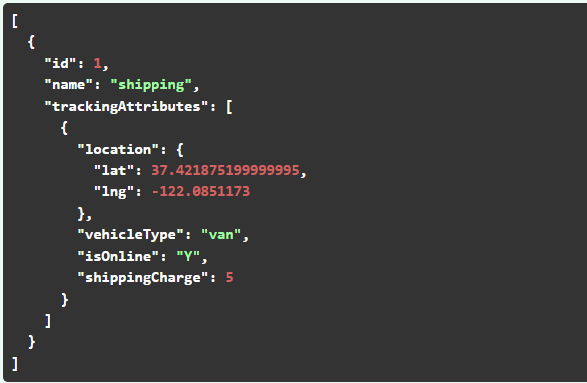 [
  {
    "id": 1,
    "name": "shipping",
    "trackingAttributes": [
      {
        "location": {
          "lat": 37.421875199999995,
          "lng": -122.0851173
        },
        "vehicleType": "van",
        "isOnline": "Y",
        "shippingCharge": 5
      }
    ]
  }
]